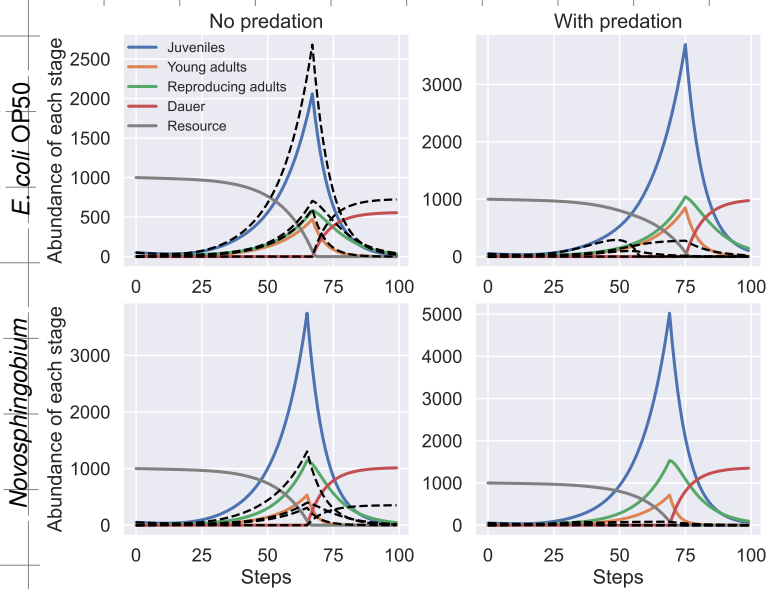 No predation
With predation
E. coli OP50
Abundance of each stage
2500
2000
1500
1000
500
0
Juveniles
Young adults
Reproducing adults
Dauer
Resource
0 25 50 75 100
3000
2000
1000
0
0 25 50 75 100
Novosphingobium
Abundance of each stage
3000
2000
1000
0
0 25 50 75 100
Steps
5000
4000
3000
2000
1000
0
0 25 50 75 100
Steps